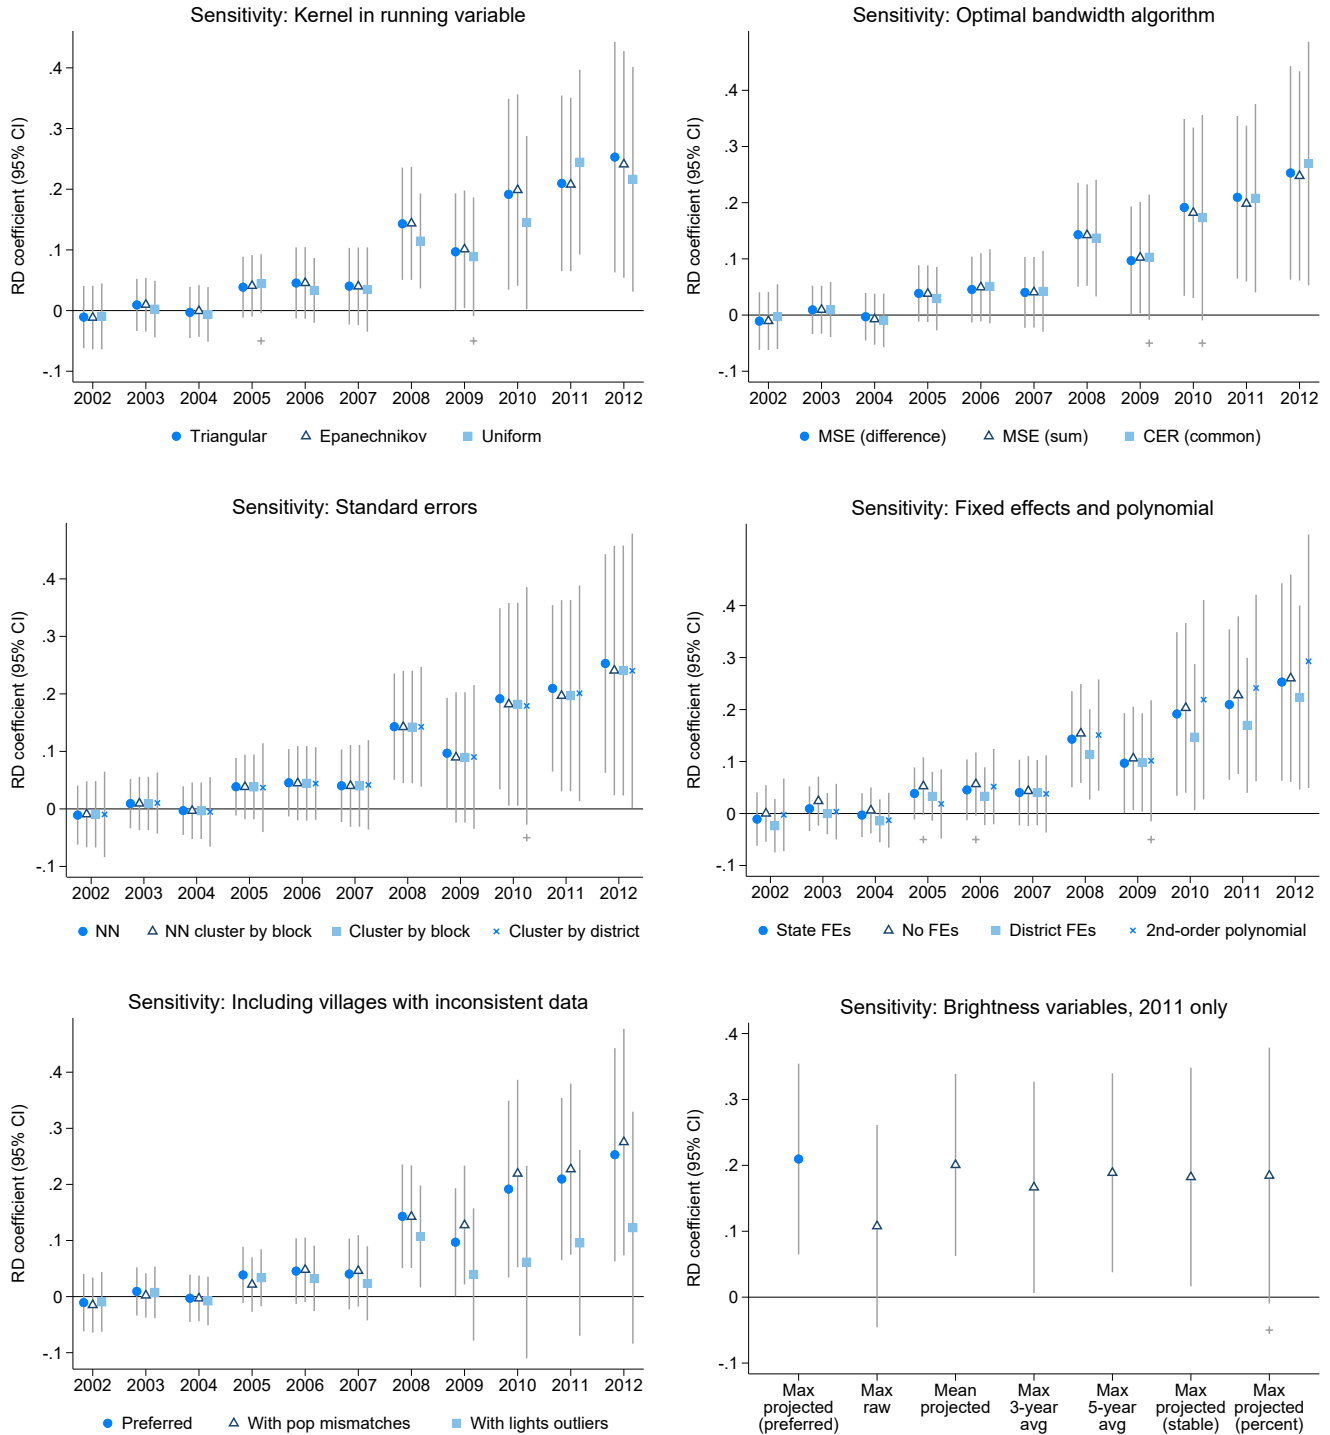 Sensitivity: Kernel in running variable
RD coefficient (95% CI)
.4
.3
.2
.1
0
-.1
2002 2003 2004 2005 2006 2007 2008 2009 2010 2011 2012
Triangular Epanechnikov Uniform
Sensitivity: Optimal bandwidth algorithm
RD coefficient (95% CI)
.4
.3
.2
.1
0
-.1
2002 2003 2004 2005 2006 2007 2008 2009 2010 2011 2012
MSE (difference) MSE (sum) CER (common)
Sensitivity: Standard errors
RD coefficient (95% CI)
.4
.3
.2
.1
0
-.1
2002 2003 2004 2005 2006 2007 2008 2009 2010 2011 2012
NN NN cluster by block Cluster by block Cluster by district
Sensitivity: Fixed effects and polynomial
RD coefficient (95% CI)
.4
.3
.2
.1
0
-.1
2002 2003 2004 2005 2006 2007 2008 2009 2010 2011 2012
State FEs No FEs District FEs 2nd-order polynomial
Sensitivity: Including villages with inconsistent data
RD coefficient (95% CI)
.4
.3
.2
.1
0
-.1
2002 2003 2004 2005 2006 2007 2008 2009 2010 2011 2012
Preferred With pop mismatches With lights outliers
Sensitivity: Brightness variables, 2011 only
RD coefficient (95% CI)
.4
.3
.2
.1
0
-.1
Max
projected
(preferred)
Max
raw
Mean
projected
Max
3-year
avg
Max
5-year
avg
Max
projected
(stable)
Max
projected
(percent)